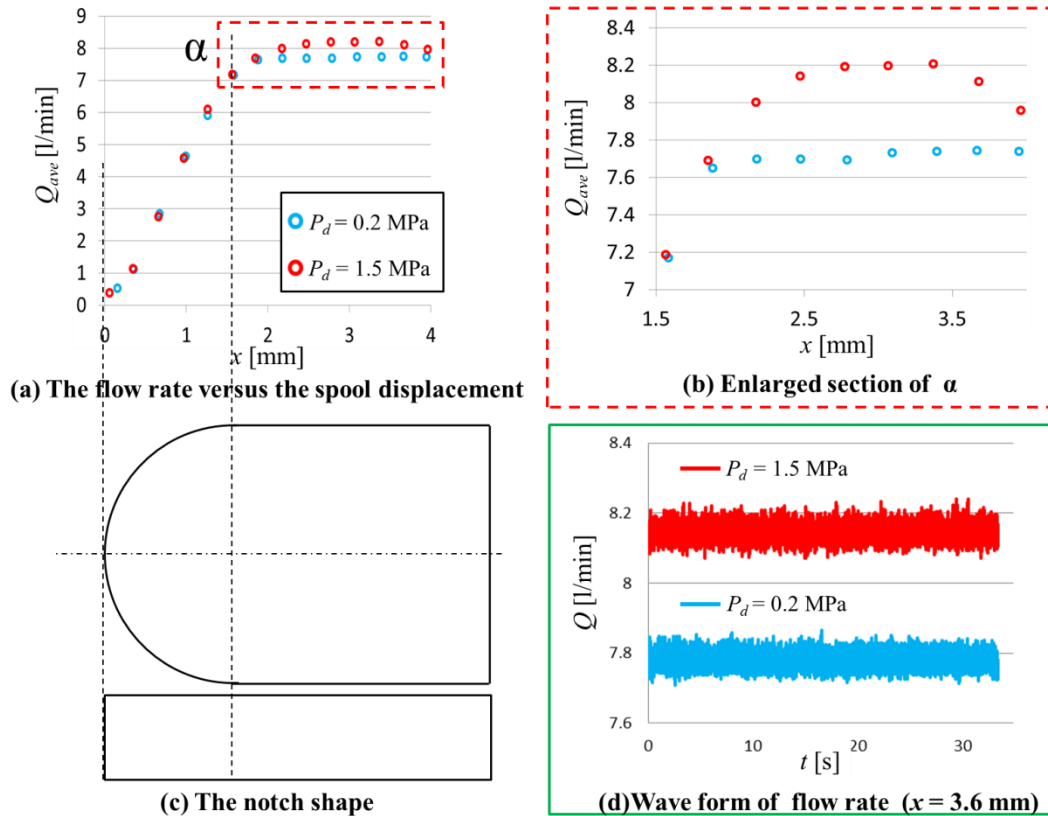 9
8
7
6
5
4
3
2
1
0
Q_ave [l/min]
α
P_d = 0.2 MPa
P_d = 1.5 MPa
0 1 2 3 4
x [mm]
(a) The flow rate versus the spool displacement
8.4
8.2
8
7.8
7.6
7.4
7.2
7
Q_ave [l/min]
1.5 2.5 3.5
x [mm]
(b) Enlarged section of α
(c) The notch shape
8.4
8.2
8
7.8
7.6
Q [l/min]
P_d = 1.5 MPa
P_d = 0.2 MPa
0 10 20 30
t [s]
(d)Wave form of flow rate (x = 3.6 mm)